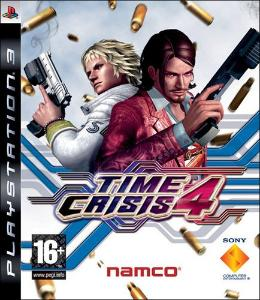 PLAYSTATION 3
TIME
CRISIS 4
16+
www.pegi.info
namco
SONY
COMPUTER
ENTERTAINMENT